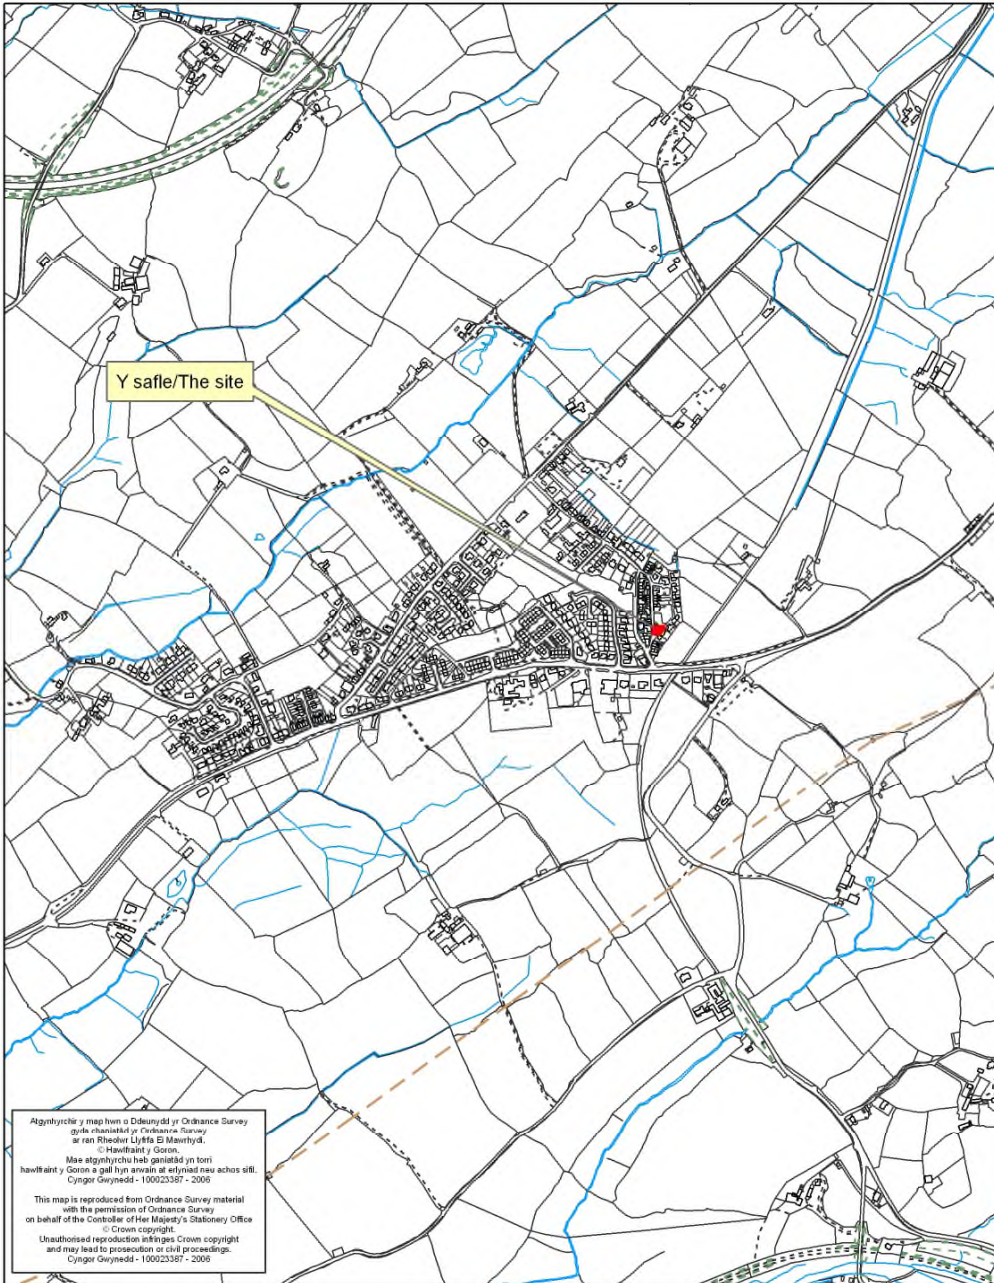 Y safle/The site
Atgynhyrchir y map hwn o Ddeunydd yr Ordnance Survey
gyda chaniatâd yr Ordnance Survey
ar ran Rheolwr Llyfrfa Ei Mawrhydi.
© Hawlfraint y Goron.
Mae atgynhyrchu heb ganiatâd yn torri
hawlfraint y Goron a gall hyn arwain at erlyniad neu achos sifil.
Cyngor Gwynedd - 100023387 - 2006
This map is reproduced from Ordnance Survey material
with the permission of Ordnance Survey
on behalf of the Controller of Her Majesty's Stationery Office
© Crown copyright.
Unauthorised reproduction infringes Crown copyright
and may lead to prosecution or civil proceedings.
Cyngor Gwynedd - 100023387 - 2006